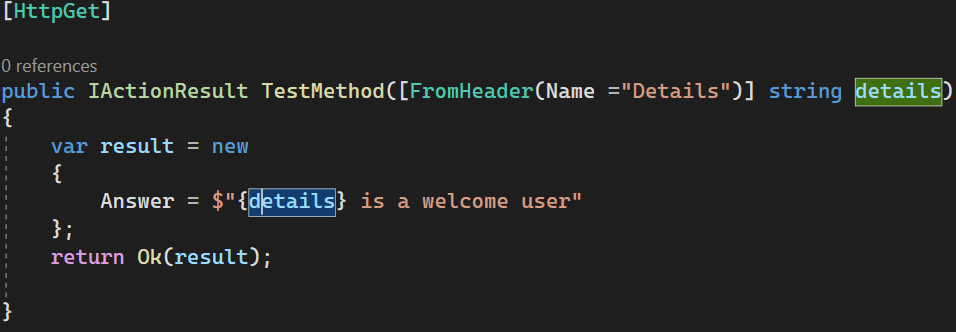 [HttpGet]
0 references
public IActionResult TestMethod([FromHeader(Name ="Details")] string details)
{
var result = new
{
Answer = $"{details} is a welcome user"
};
return Ok(result);
}